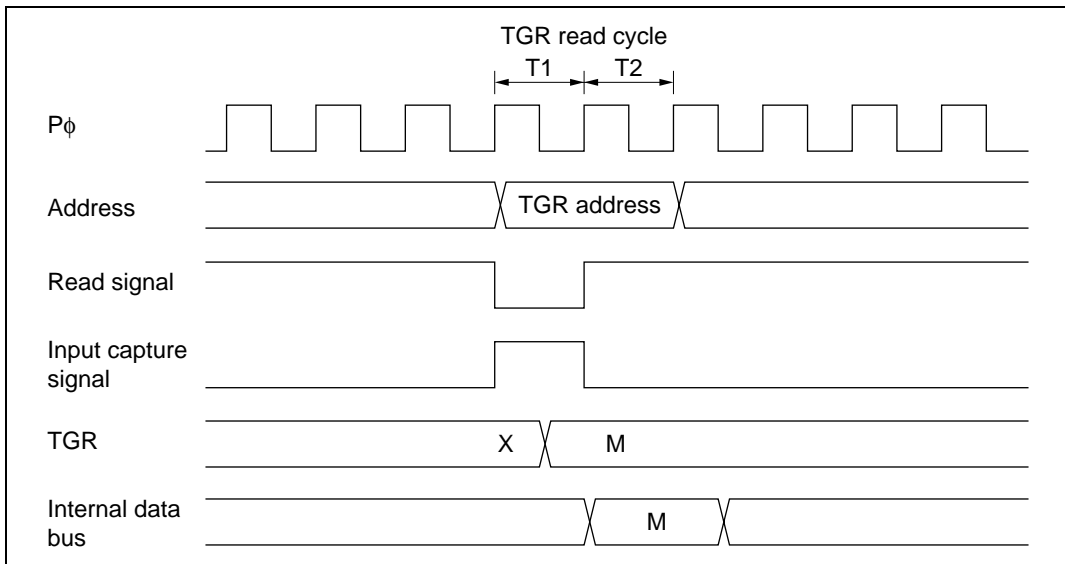 TGR read cycle
T1 T2
Pϕ
Address
TGR address
Read signal
Input capture
signal
TGR
X M
Internal data
bus
M